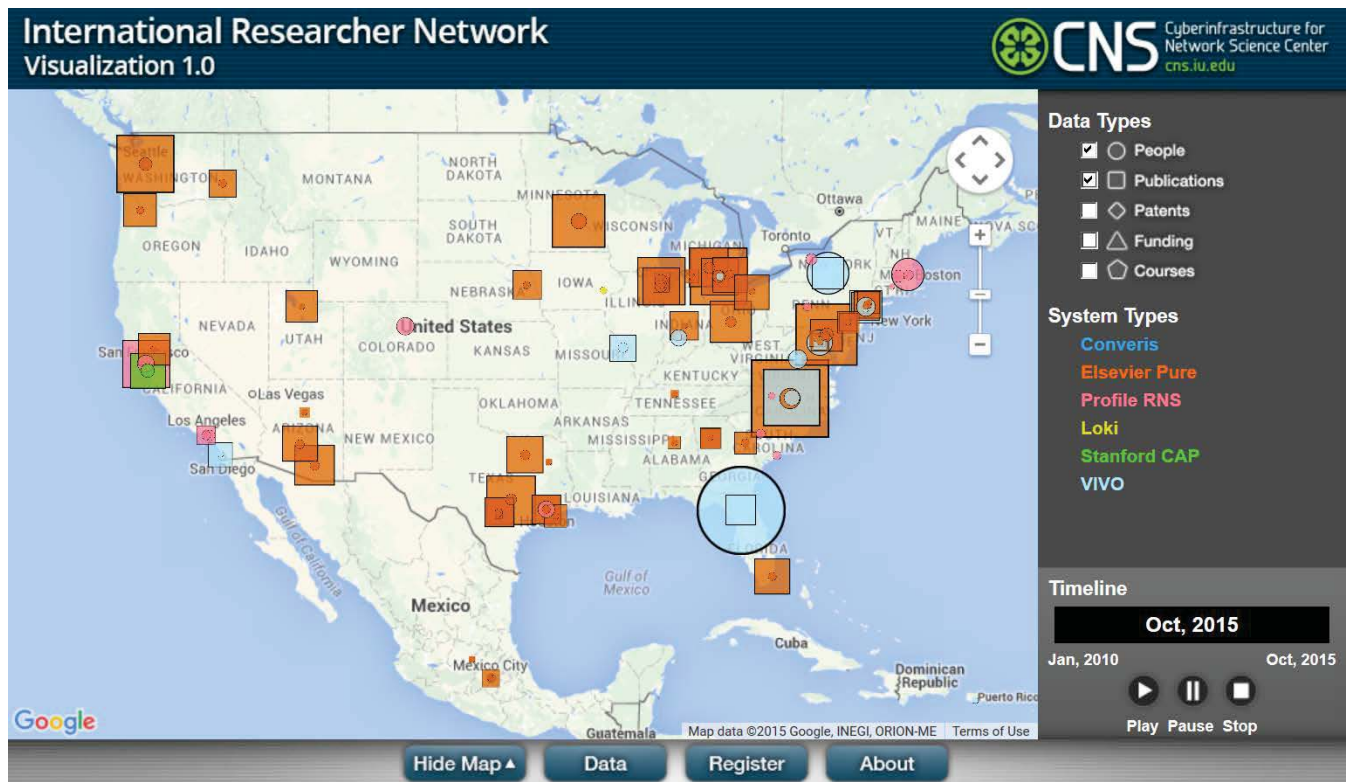 International Researcher Network
Visualization 1.0
CNS
Cyberinfrastructure for
Network Science Center
cns.iu.edu
Seattle
WASHINGTON
MONTANA
NORTH
DAKOTA
MINNESOTA
Ottawa
MAINE
OREGON
IDAHO
WYOMING
SOUTH
DAKOTA
WISCONSIN
MICHIGAN
Toronto
VT
NH
Boston
NEBRASKA
IOWA
ILLINOIS
PENN
New York
NEVADA
UTAH
COLORADO
United States
KANSAS
MISSOURI
INDIANA
OHIO
WEST
VIRGINIA
NJ
San Francisco
CALIFORNIA
Las Vegas
KENTUCKY
Los Angeles
ARIZONA
NEW MEXICO
OKLAHOMA
ARKANSAS
TENNESSEE
MISSISSIPPI
ALABAMA
SOUTH
CAROLINA
GEORGIA
San Diego
TEXAS
LOUISIANA
Houston
FLORIDA
Gulf of
California
Gulf of
Mexico
Mexico
Mexico City
Cuba
Dominican
Republic
Puerto Rico
Guatemala
Google
Map data ©2015 Google, INEGI, ORION-ME
Terms of Use
Data Types
People
Publications
Patents
Funding
Courses
System Types
Converis
Elsevier Pure
Profile RNS
Loki
Stanford CAP
VIVO
Timeline
Oct, 2015
Jan, 2010 Oct, 2015
Play Pause Stop
Hide Map▲ Data Register About